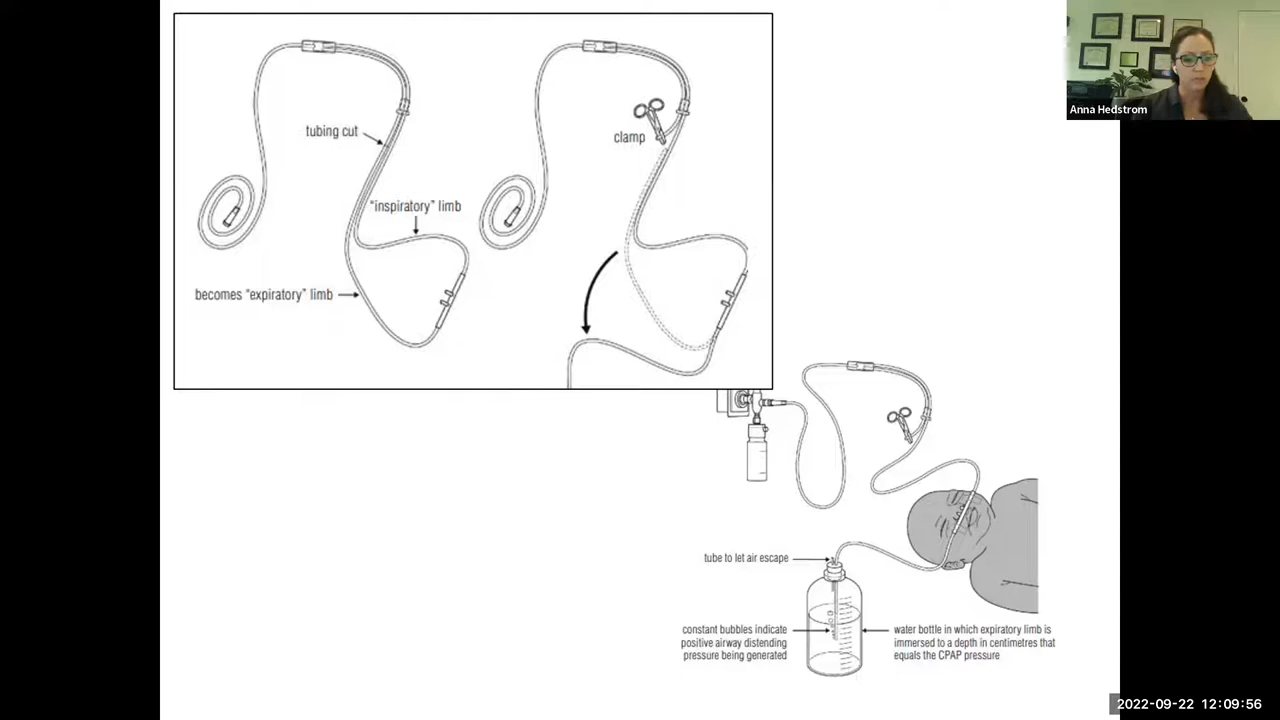 Anna Hedstrom
tubing cut
clamp
"inspiratory" limb
becomes "expiratory" limb
tube to let air escape
constant bubbles indicate
positive airway distending
pressure being generated
water bottle in which expiratory limb is
immersed to a depth in centimetres that
equals the CPAP pressure
2022-09-22 12:09:56